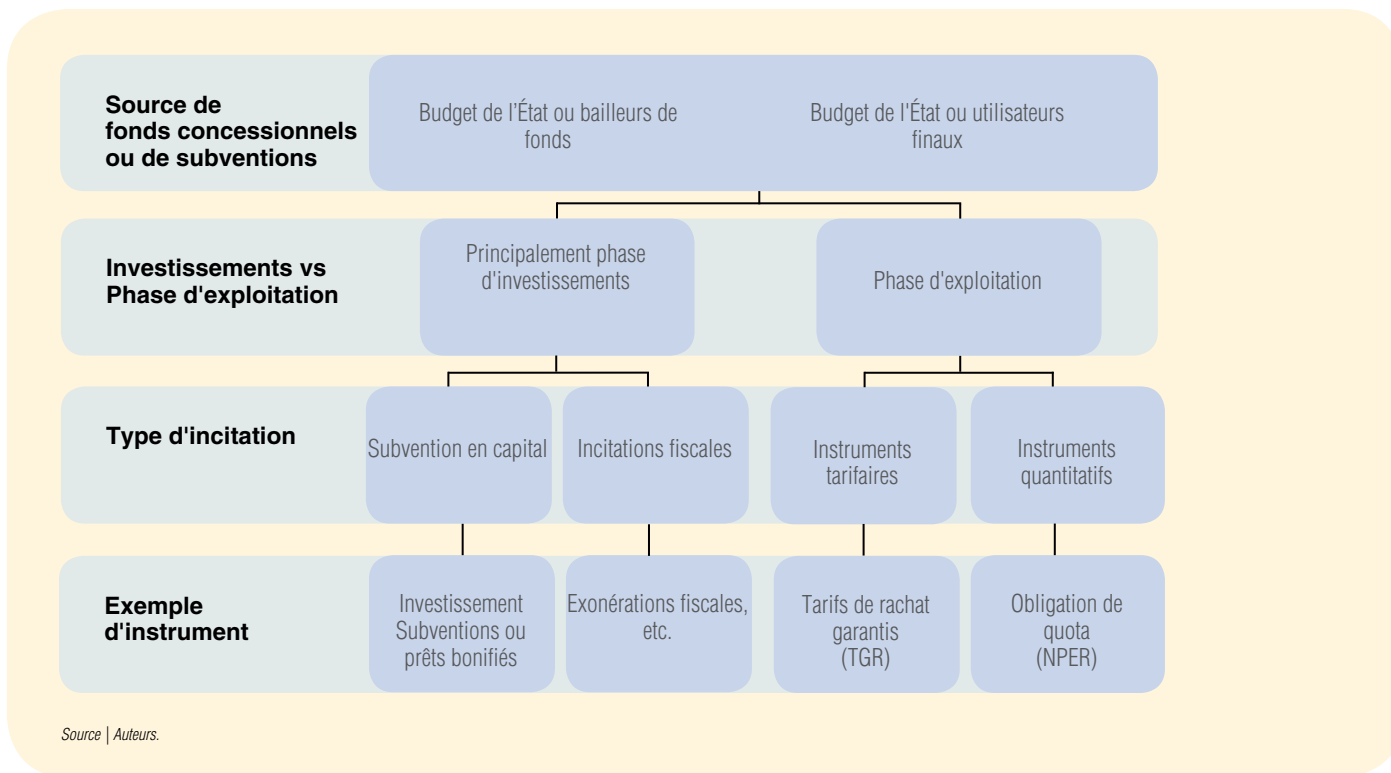 Source de
fonds concessionnels
ou de subventions
Budget de l'État ou bailleurs de
fonds
Budget de l'État ou utilisateurs
finaux
Investissements vs
Phase d'exploitation
Principalement phase
d'investissements
Phase d'exploitation
Type d'incitation
Subvention en capital
Incitations fiscales
Instruments
tarifaires
Instruments
quantitatifs
Exemple
d'instrument
Investissement
Subventions ou
prêts bonifiés
Exonérations fiscales,
etc.
Tarifs de rachat
garantis
(TGR)
Obligation de
quota
(NPER)
Source | Auteurs.